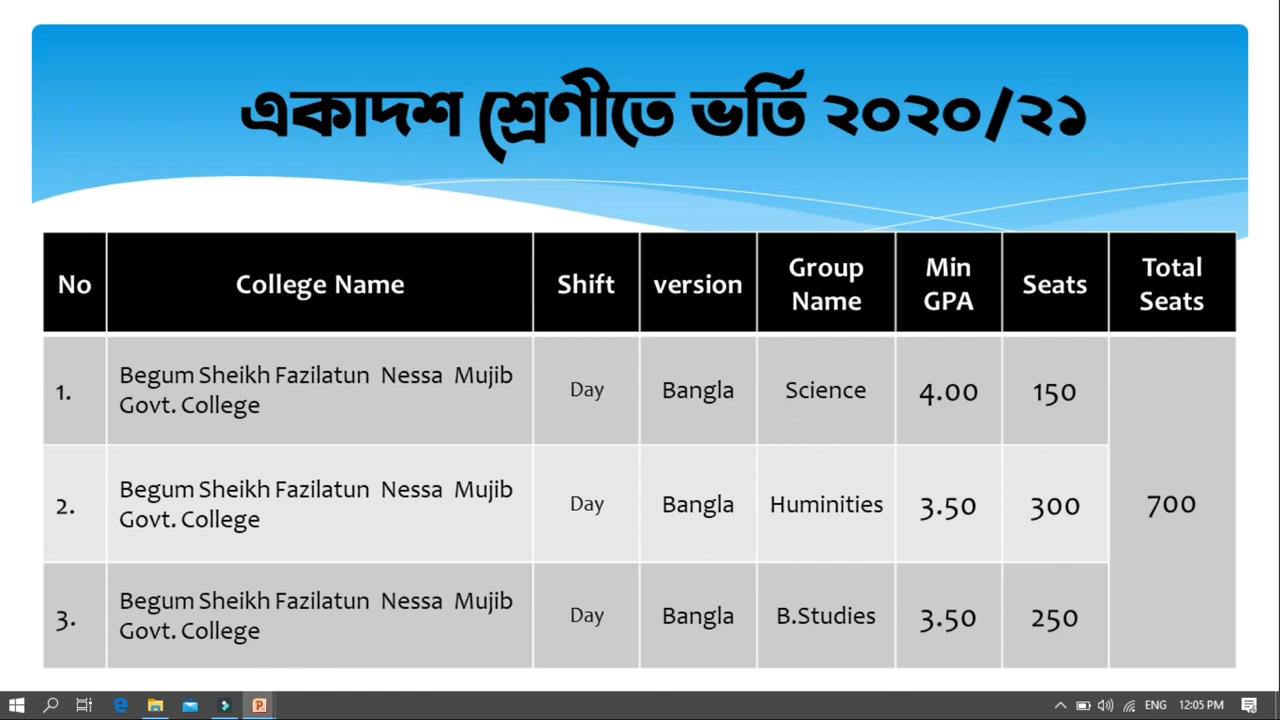 একাদশ শ্রেণীতে ভর্তি ২০২০/২১
No College Name Shift version Group Name Min GPA Seats Total Seats
1. Begum Sheikh Fazilatun Nessa Mujib Govt. College Day Bangla Science 4.00 150
2. Begum Sheikh Fazilatun Nessa Mujib Govt. College Day Bangla Huminities 3.50 300 700
3. Begum Sheikh Fazilatun Nessa Mujib Govt. College Day Bangla B.Studies 3.50 250
ENG 12:05 PM